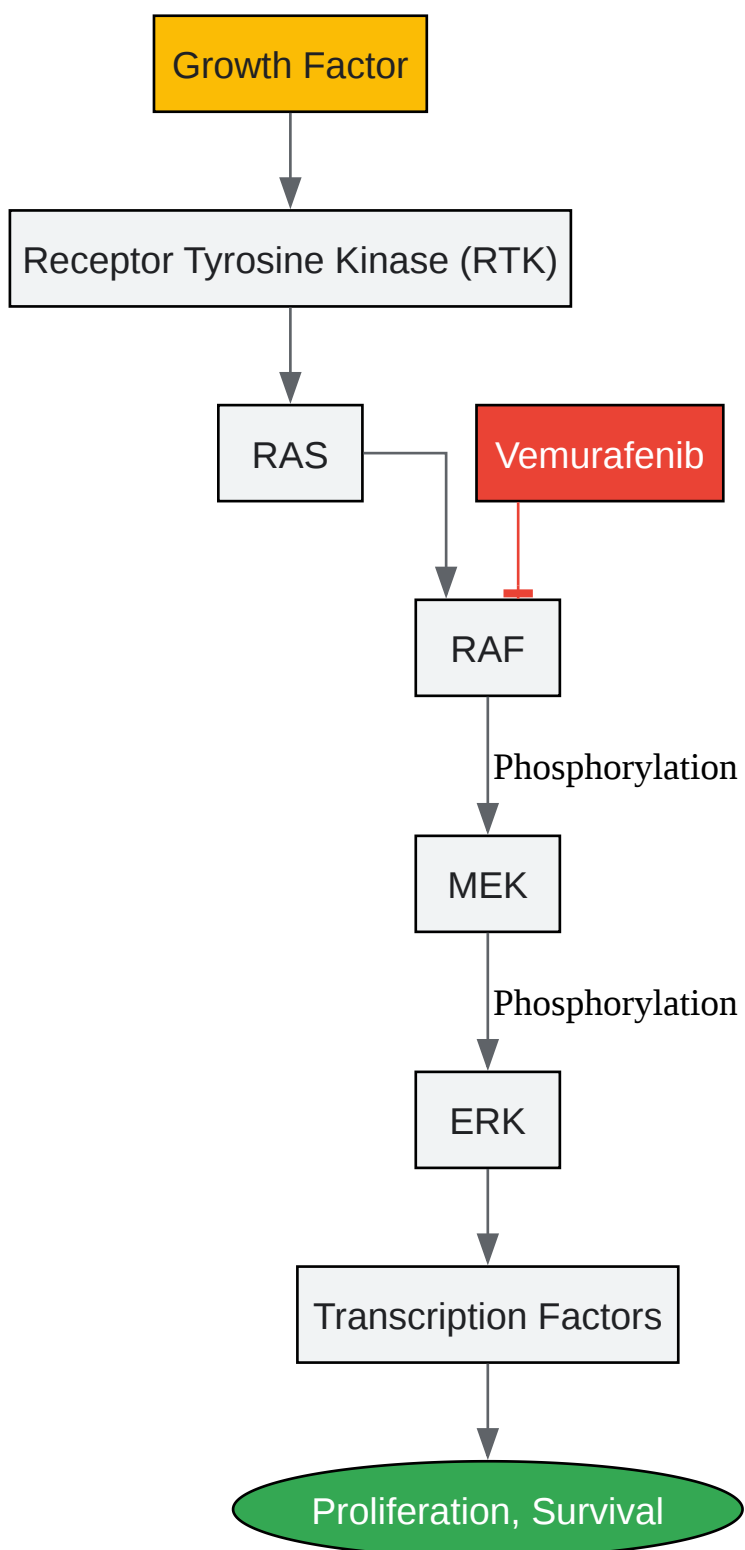 Growth Factor
Receptor Tyrosine Kinase (RTK)
RAS
Vemurafenib
RAF
Phosphorylation
MEK
Phosphorylation
ERK
Transcription Factors
Proliferation, Survival